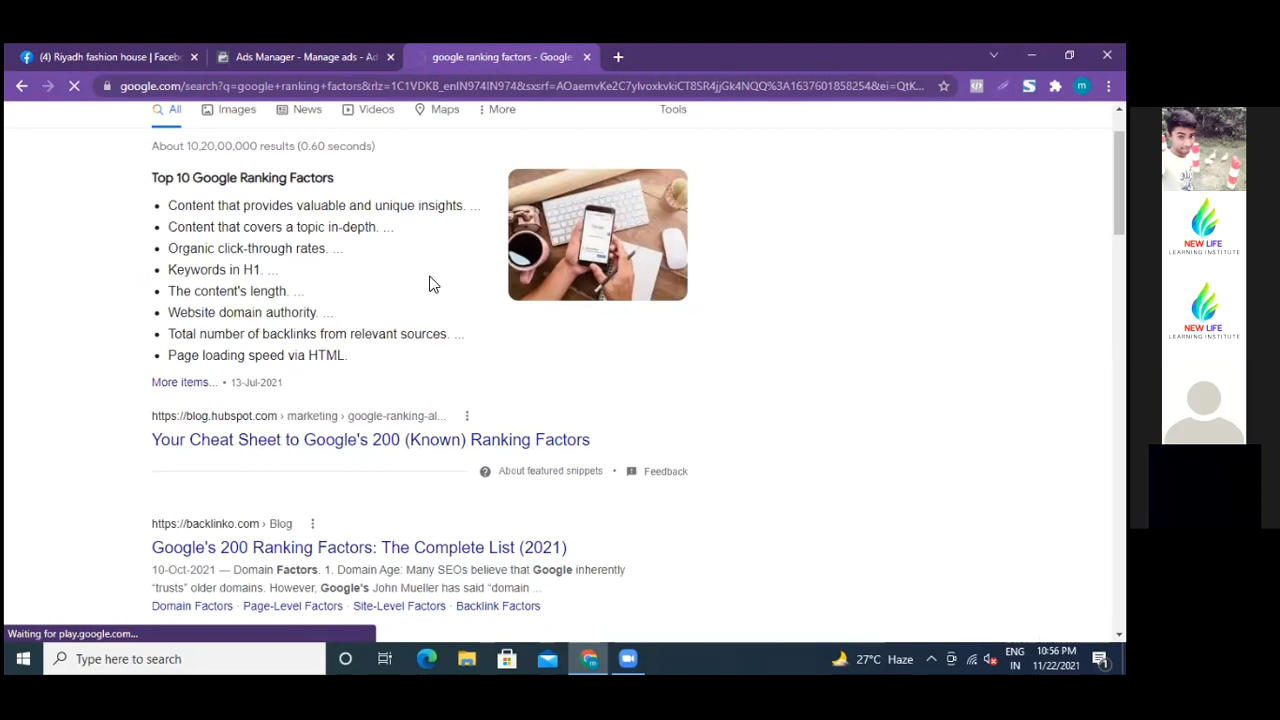 (4) Riyadh fashion house | Facebo
Ads Manager - Manage ads - Ad
google ranking factors - Google
google.com/search?q=google+ranking+factors&rlz=1C1VDKB_enIN974IN974&sxsrf=AOaemvKe2C7ylvoxkvkiCT8SR4jjGk4NQQ%3A1637601858254&ei=QtK...
m
All
Images
News
Videos
Maps
More
Tools
About 10,20,00,000 results (0.60 seconds)
Top 10 Google Ranking Factors
• Content that provides valuable and unique insights. ...
• Content that covers a topic in-depth. ...
• Organic click-through rates. ...
• Keywords in H1. ...
• The content's length. ...
• Website domain authority. ...
• Total number of backlinks from relevant sources. ...
• Page loading speed via HTML.
More items... • 13-Jul-2021
https://blog.hubspot.com › marketing › google-ranking-al...
Your Cheat Sheet to Google's 200 (Known) Ranking Factors
About featured snippets • Feedback
https://backlinko.com › Blog
Google's 200 Ranking Factors: The Complete List (2021)
10-Oct-2021 — Domain Factors. 1. Domain Age: Many SEOs believe that Google inherently
“trusts” older domains. However, Google's John Mueller has said “domain ...
Domain Factors · Page-Level Factors · Site-Level Factors · Backlink Factors
Waiting for play.google.com...
Type here to search
27°C Haze
ENG
IN
10:56 PM
11/22/2021
1
NEW LIFE
LEARNING INSTITUTE
NEW LIFE
LEARNING INSTITUTE